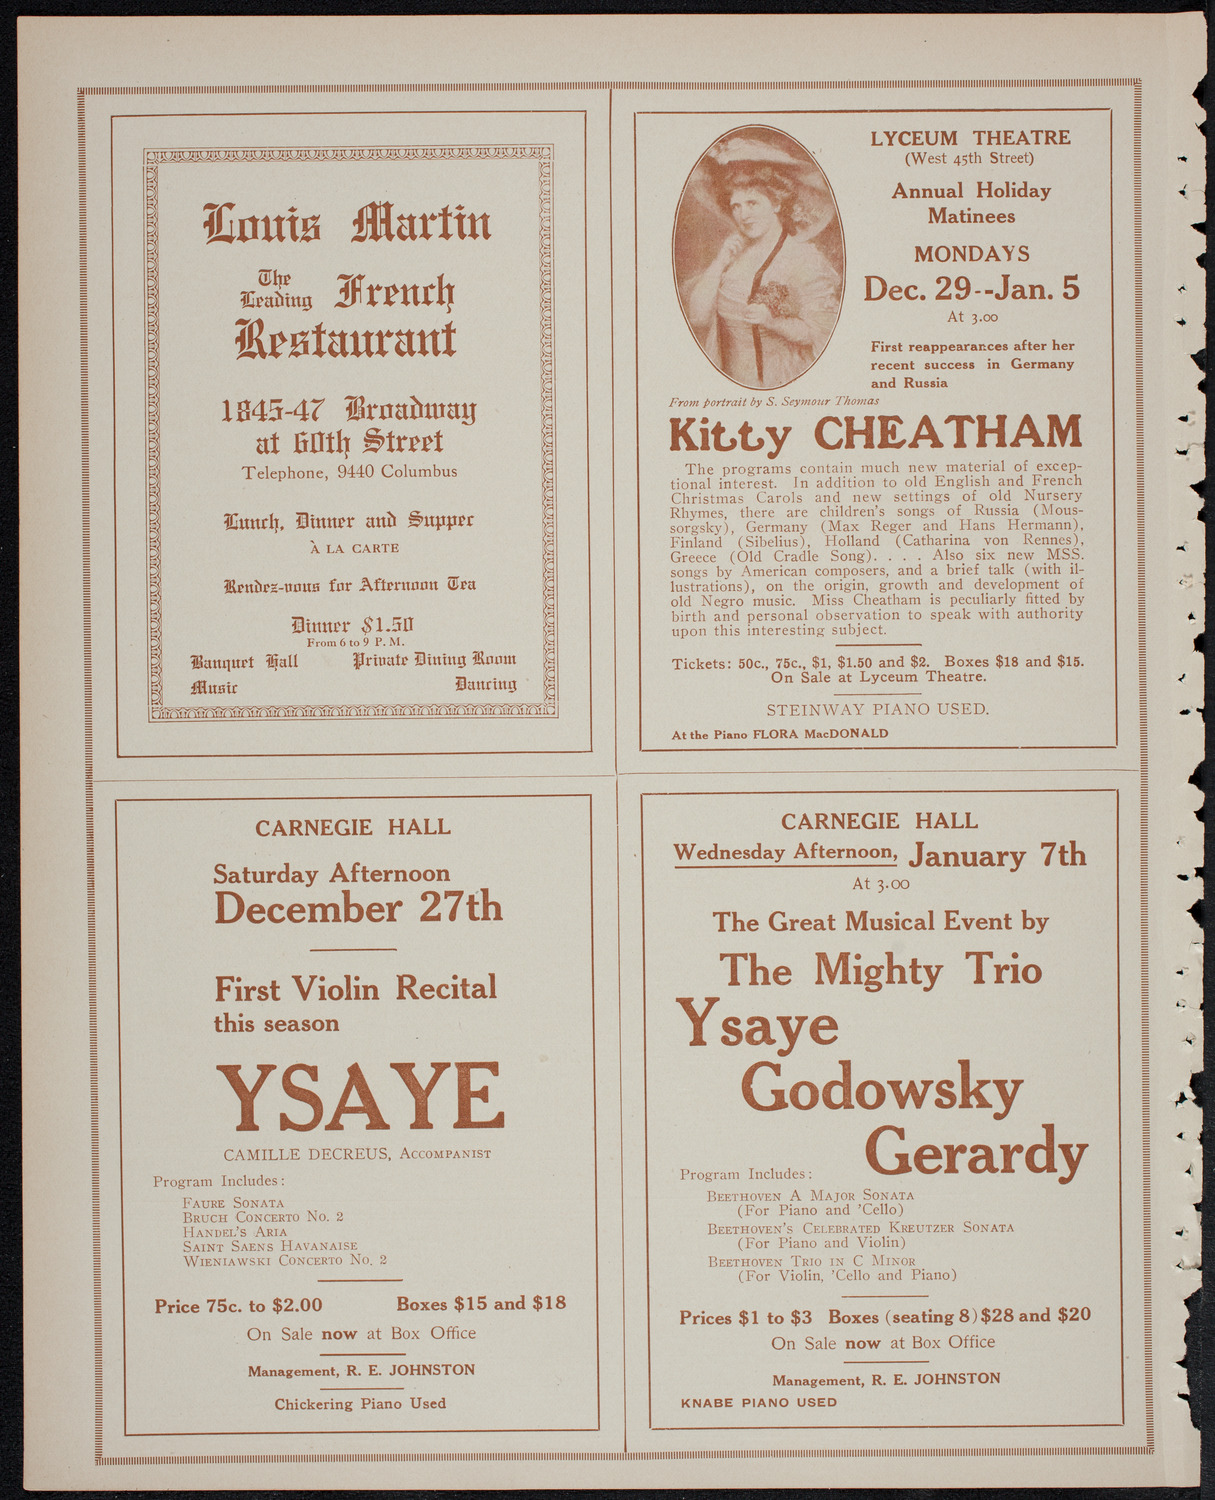 Louis Martin
The Leading French
Restaurant
1845-47 Broadway
at 60th Street
Telephone, 9440 Columbus
Lunch, Dinner and Supper
À LA CARTE
Rendez-vous for Afternoon Tea
Dinner $1.50
From 6 to 9 P. M.
Banquet Hall Private Dining Room
Music Dancing
LYCEUM THEATRE
(West 45th Street)
Annual Holiday
Matinees
MONDAYS
Dec. 29--Jan. 5
At 3.00
First reappearances after her
recent success in Germany
and Russia
From portrait by S. Seymour Thomas
Kitty CHEATHAM
The programs contain much new material of excep-
tional interest. In addition to old English and French
Christmas Carols and new settings of old Nursery
Rhymes, there are children's songs of Russia (Mous-
sorgsky), Germany (Max Reger and Hans Hermann),
Finland (Sibelius), Holland (Catharina von Rennes),
Greece (Old Cradle Song). . . . Also six new MSS.
songs by American composers, and a brief talk (with il-
lustrations), on the origin, growth and development of
old Negro music. Miss Cheatham is peculiarly fitted by
birth and personal observation to speak with authority
upon this interesting subject.
Tickets: 50c., 75c., $1, $1.50 and $2. Boxes $18 and $15.
On Sale at Lyceum Theatre.
STEINWAY PIANO USED.
At the Piano FLORA MacDONALD
CARNEGIE HALL
Saturday Afternoon
December 27th
First Violin Recital
this season
YSAYE
CAMILLE DECREUS, ACCOMPANIST
Program Includes:
FAURE SONATA
BRUCH CONCERTO NO. 2
HANDEL'S ARIA
SAINT SAENS HAVANAISE
WIENIAWSKI CONCERTO NO. 2
Price 75c. to $2.00 Boxes $15 and $18
On Sale now at Box Office
Management, R. E. JOHNSTON
Chickering Piano Used
CARNEGIE HALL
Wednesday Afternoon, January 7th
At 3.00
The Great Musical Event by
The Mighty Trio
Ysaye
Godowsky
Gerardy
Program Includes:
BEETHOVEN A MAJOR SONATA
(For Piano and 'Cello)
BEETHOVEN'S CELEBRATED KREUTZER SONATA
(For Piano and Violin)
BEETHOVEN TRIO IN C MINOR
(For Violin, 'Cello and Piano)
Prices $1 to $3 Boxes (seating 8) $28 and $20
On Sale now at Box Office
Management, R. E. JOHNSTON
KNABE PIANO USED